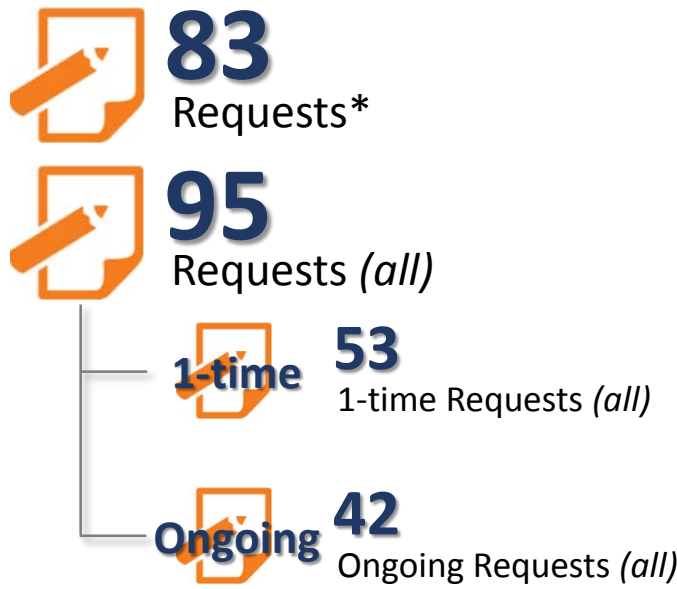 83
Requests*
95
Requests (all)
1-time
53
1-time Requests (all)
Ongoing
42
Ongoing Requests (all)